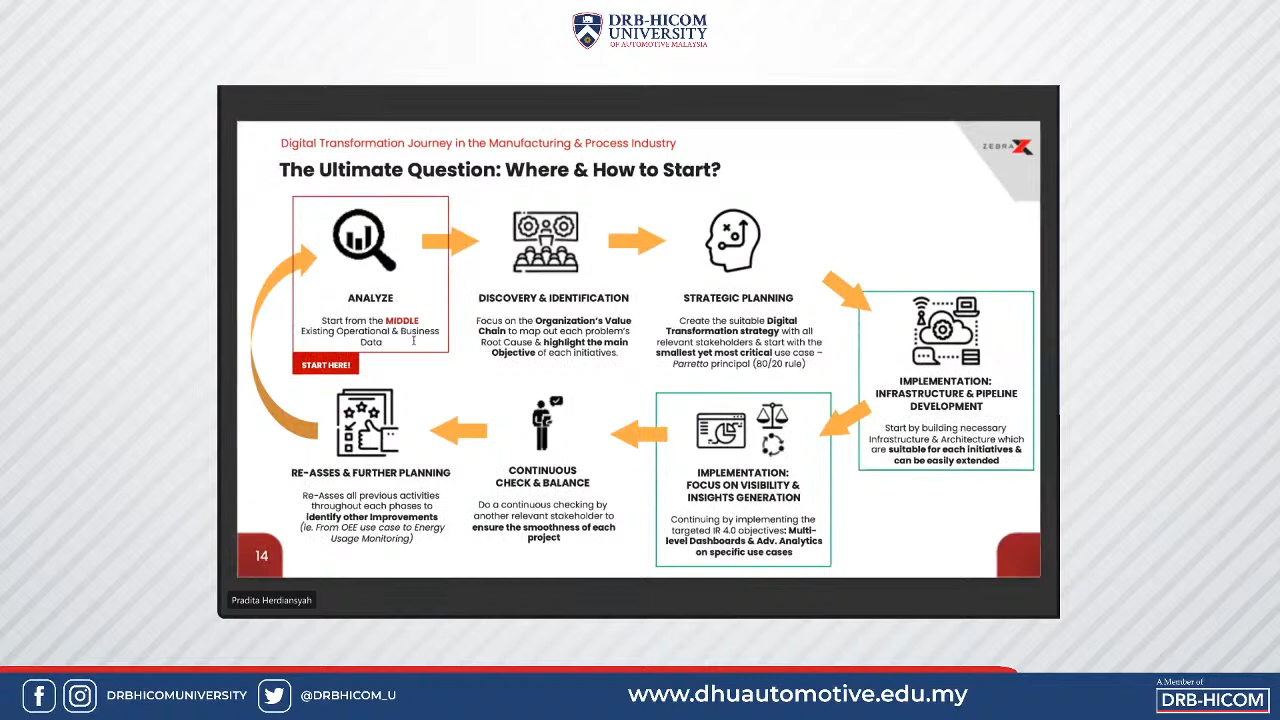 DRB-HICOM
UNIVERSITY
OF AUTOMOTIVE MALAYSIA
Digital Transformation Journey in the Manufacturing & Process Industry
ZEBRAX
The Ultimate Question: Where & How to Start?
ANALYZE
Start from the MIDDLE
Existing Operational & Business
Data
START HERE!
DISCOVERY & IDENTIFICATION
Focus on the Organization's Value
Chain to map out each problem's
Root Cause & highlight the main
Objective of each initiatives.
STRATEGIC PLANNING
Create the suitable Digital
Transformation strategy with all
relevant stakeholders & start with the
smallest yet most critical use case –
Parretto principal (80/20 rule)
IMPLEMENTATION:
INFRASTRUCTURE & PIPELINE
DEVELOPMENT
Start by building necessary
Infrastructure & Architecture which
are suitable for each initiatives &
can be easily extended
IMPLEMENTATION:
FOCUS ON VISIBILITY &
INSIGHTS GENERATION
Continuing by implementing the
targeted IR 4.0 objectives: Multi-
level Dashboards & Adv. Analytics
on specific use cases
CONTINUOUS
CHECK & BALANCE
Do a continuous checking by
another relevant stakeholder to
ensure the smoothness of each
project
RE-ASSES & FURTHER PLANNING
Re-Asses all previous activities
throughout each phases to
identify other Improvements
(ie. From OEE use case to Energy
Usage Monitoring)
14
Pradita Herdiansyah
DRBHICOMUNIVERSITY
@DRBHICOM_U
www.dhuautomotive.edu.my
A Member of
DRB-HICOM